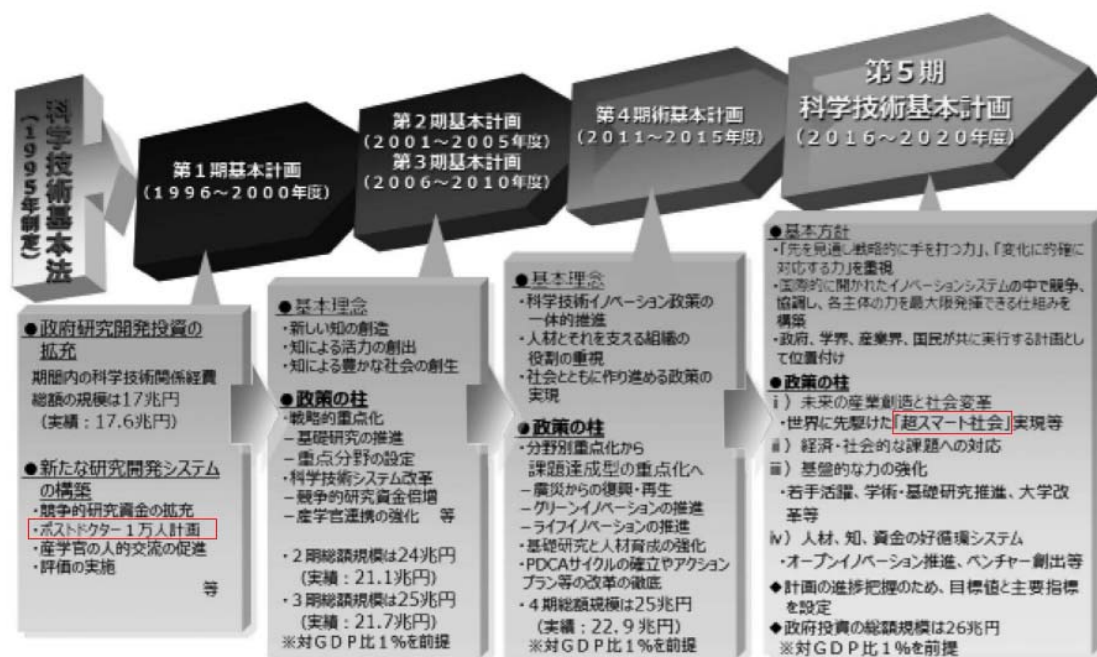 科学技術基本法
(1995年制定)
第1期基本計画
(1996～2000年度)
●政府研究開発投資の
拡充
期間内の科学技術関係経費
総額の規模は17兆円
(実績：17.6兆円)
●新たな研究開発システム
の構築
・競争的研究資金の拡充
・ポストドクター１万人計画
・産学官の人的交流の促進
・評価の実施
等
第2期基本計画
(2001～2005年度)
第3期基本計画
(2006～2010年度)
●基本理念
・新しい知の創造
・知による活力の創出
・知による豊かな社会の創生
●政策の柱
・戦略的重点化
－基礎研究の推進
－重点分野の設定
・科学技術システム改革
－競争的研究資金倍増
－産学官連携の強化 等
・２期総額規模は24兆円
(実績：21.1兆円)
・３期総額規模は25兆円
(実績：21.7兆円)
※対ＧＤＰ比１％を前提
第４期術基本計画
(2011～2015年度)
●基本理念
・科学技術イノベーション政策の
一体的推進
・人材とそれを支える組織の
役割の重視
・社会とともに作り進める政策の
実現
●政策の柱
・分野別重点化から
課題達成型の重点化へ
－震災からの復興・再生
－グリーンイノベーションの推進
－ライフイノベーションの推進
・基礎研究と人材育成の強化
・PDCAサイクルの確立やアクション
プラン等の改革の徹底
・４期総額規模は25兆円
(実績：22.９兆円)
※対ＧＤＰ比１％を前提
第５期
科学技術基本計画
(2016～2020年度)
●基本方針
・「先を見通し戦略的に手を打つ力」、「変化に的確に
対応する力」を重視
・国際的に開かれたイノベーションシステムの中で競争、
協調し、各主体の力を最大限発揮できる仕組みを
構築
・政府、学界、産業界、国民が共に実行する計画とし
て位置付け
●政策の柱
ⅰ）未来の産業創造と社会変革
・世界に先駆けた「超スマート社会」実現等
ⅱ）経済・社会的な課題への対応
ⅲ）基盤的な力の強化
・若手活躍、学術・基礎研究推進、大学改
革等
ⅳ）人材、知、資金の好循環システム
・オープンイノベーション推進、ベンチャー創出等
◆計画の進捗把握のため、目標値と主要指標
を設定
◆政府投資の総額規模は26兆円
※対ＧＤＰ比１％を前提